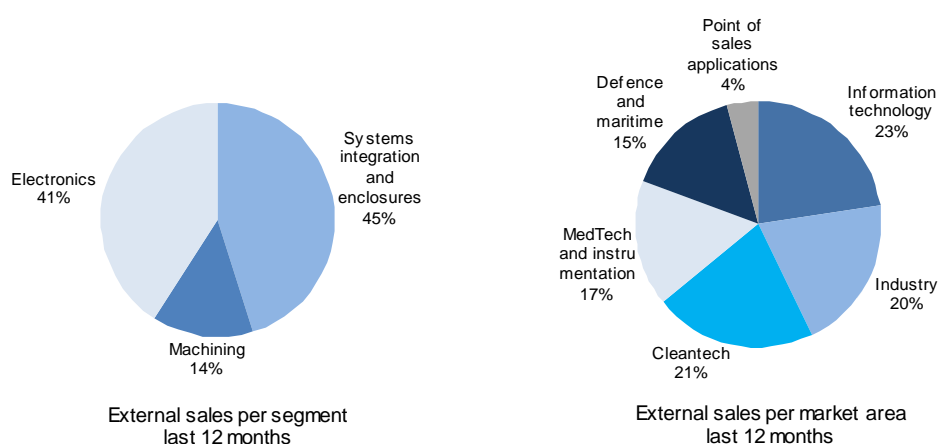 Systems
integration
and
enclosures
45%
Machining
14%
Electronics
41%
External sales per segment
last 12 months
Point of
sales
applications
4%
Information
technology
23%
Industry
20%
Cleantech
21%
MedTech
and instru
mentation
17%
Defence and
maritime
15%
External sales per market area
last 12 months